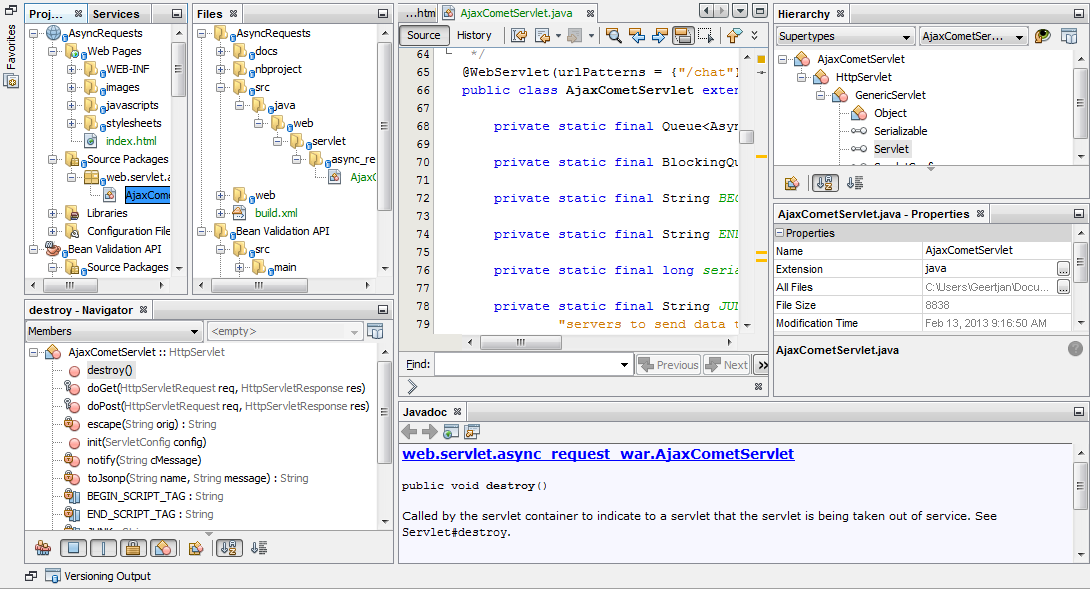 Favorites
Proj...
Services
AsyncRequests
Web Pages
WEB-INF
images
javascripts
stylesheets
index.html
Source Packages
web.servlet.a
AjaxCome
Libraries
Configuration File
Bean Validation API
Source Packages
Files
AsyncRequests
docs
nbproject
src
java
web
servlet
async_re
AjaxC
web
build.xml
Bean Validation API
src
main
destroy - Navigator
Members
<empty>
AjaxCometServlet :: HttpServlet
destroy()
doGet(HttpServletRequest req, HttpServletResponse res)
doPost(HttpServletRequest req, HttpServletResponse res)
escape(String orig) : String
init(ServletConfig config)
notify(String cMessage)
toJsonp(String name, String message) : String
BEGIN_SCRIPT_TAG : String
END_SCRIPT_TAG : String
...htm
AjaxCometServlet.java
Source
History
64 */
65 @WebServlet(urlPatterns = {"/chat"}
66 public class AjaxCometServlet exten
67
68 private static final Queue<Asyn
69
70 private static final BlockingQu
71
72 private static final String BEG
73
74 private static final String END
75
76 private static final long seria
77
78 private static final String JUN
79 "servers to send data t
Find:
Previous
Next
Javadoc
web.servlet.async_request_war.AjaxCometServlet
public void destroy()
Called by the servlet container to indicate to a servlet that the servlet is being taken out of service. See
Servlet#destroy.
Hierarchy
Supertypes
AjaxCometSer...
AjaxCometServlet
HttpServlet
GenericServlet
Object
Serializable
Servlet
AjaxCometServlet.java - Properties
Properties
Name AjaxCometServlet
Extension java
...
All Files C:\Users\Geertjan\Docu...
...
File Size 8838
Modification Time Feb 13, 2013 9:16:50 AM
AjaxCometServlet.java
?
Versioning Output